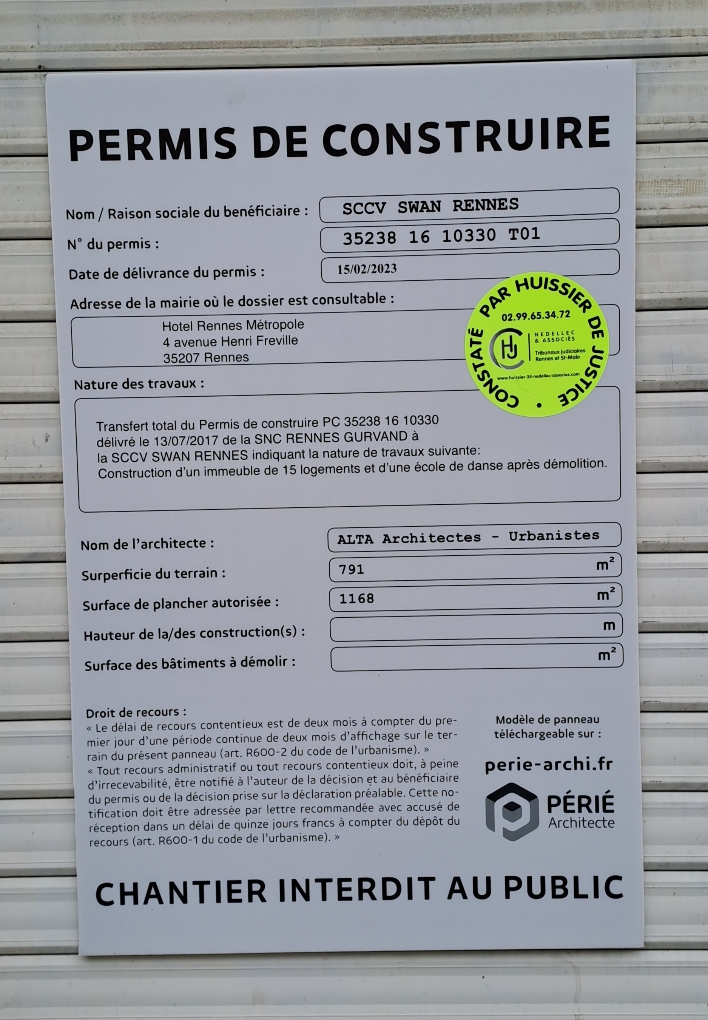 PERMIS DE CONSTRUIRE
Nom / Raison sociale du benéficiaire : SCCV SWAN RENNES
N° du permis : 35238 16 10330 T01
Date de délivrance du permis : 15/02/2023
Adresse de la mairie où le dossier est consultable :
Hotel Rennes Métropole
4 avenue Henri Freville
35207 Rennes
CONSTATÉ PAR HUISSIER DE JUSTICE
02.99.65.34.72
HJ
NEDELLEC
& ASSOCIÉS
Tribunaux judiciaires
Rennes et St-Malo
Nature des travaux :
Transfert total du Permis de construire PC 35238 16 10330
délivré le 13/07/2017 de la SNC RENNES GURVAND à
la SCCV SWAN RENNES indiquant la nature de travaux suivante:
Construction d'un immeuble de 15 logements et d'une école de danse après démolition.
Nom de l'architecte : ALTA Architectes - Urbanistes
Surperficie du terrain : 791 m²
Surface de plancher autorisée : 1168 m²
Hauteur de la/des construction(s) : m
Surface des bâtiments à démolir : m²
Droit de recours :
« Le délai de recours contentieux est de deux mois à compter du pre-
mier jour d'une période continue de deux mois d'affichage sur le ter-
rain du présent panneau (art. R600-2 du code de l'urbanisme). »
« Tout recours administratif ou tout recours contentieux doit, à peine
d'irrecevabilité, être notifié à l'auteur de la décision et au bénéficiaire
du permis ou de la décision prise sur la déclaration préalable. Cette no-
tification doit être adressée par lettre recommandée avec accusé de
réception dans un délai de quinze jours francs à compter du dépôt du
recours (art. R600-1 du code de l'urbanisme). »
Modèle de panneau
téléchargeable sur :
perie-archi.fr
PÉRIÉ
Architecte
CHANTIER INTERDIT AU PUBLIC